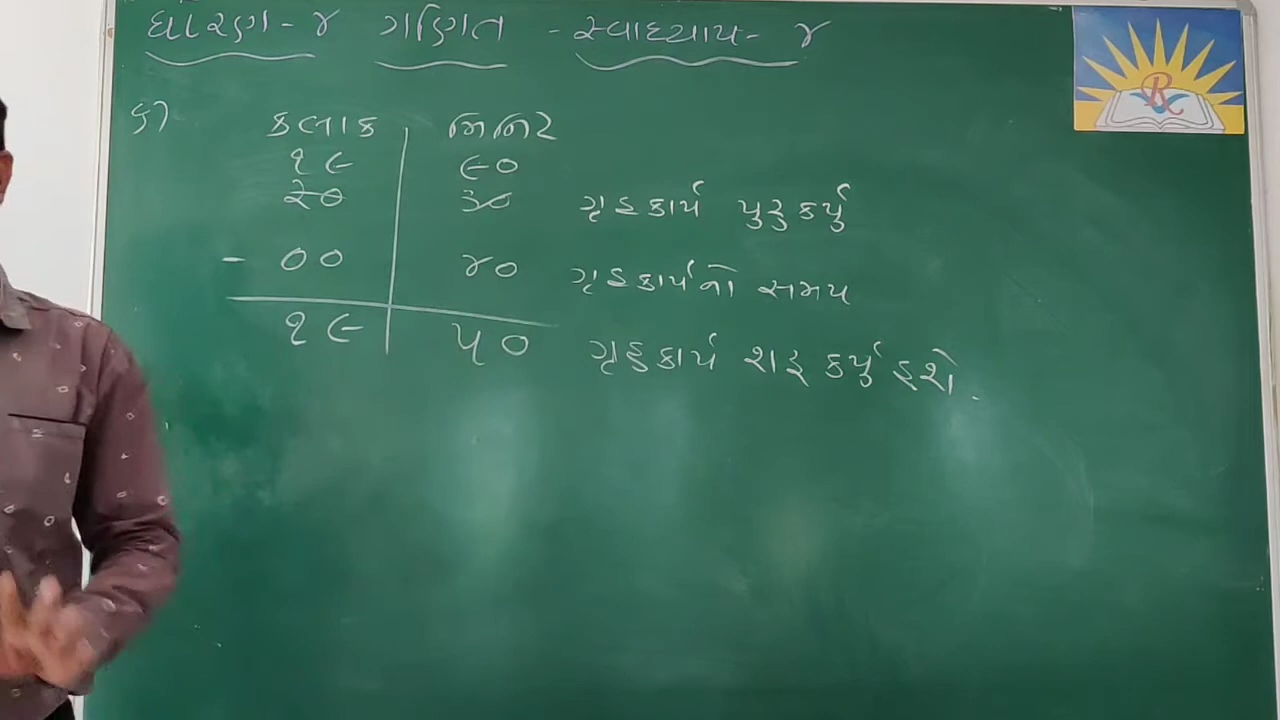 ધોરણ - ૪ ગણિત - સ્વાધ્યાય - ૪
ક) કલાક મિનિટ
૧૯ ૯૦
૨૦ ૩૦ ગૃહકાર્ય પુરુ કર્યુ
- ૦૦ ૪૦ ગૃહકાર્યનો સમય
૧૯ ૫૦ ગૃહકાર્ય શરૂ કર્યુ હશે.